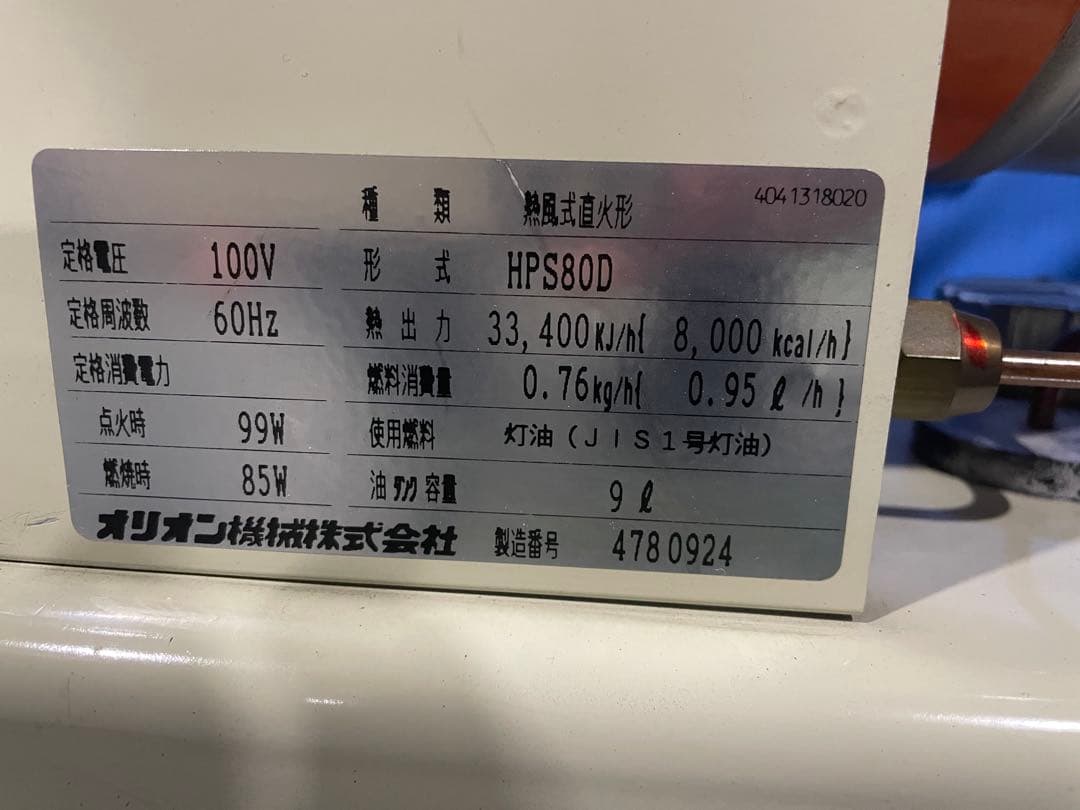 種類 熱風式直火形 4041318020
定格電圧 100V 形式 HPS80D
定格周波数 60Hz 熱出力 33,400KJ/h{ 8,000kcal/h}
定格消費電力 燃料消費量 0.76kg/h{ 0.95ℓ/h}
点火時 99W 使用燃料 灯油(JIS1号灯油)
燃焼時 85W 油タンク容量 9ℓ
オリオン機械株式会社 製造番号 4780924